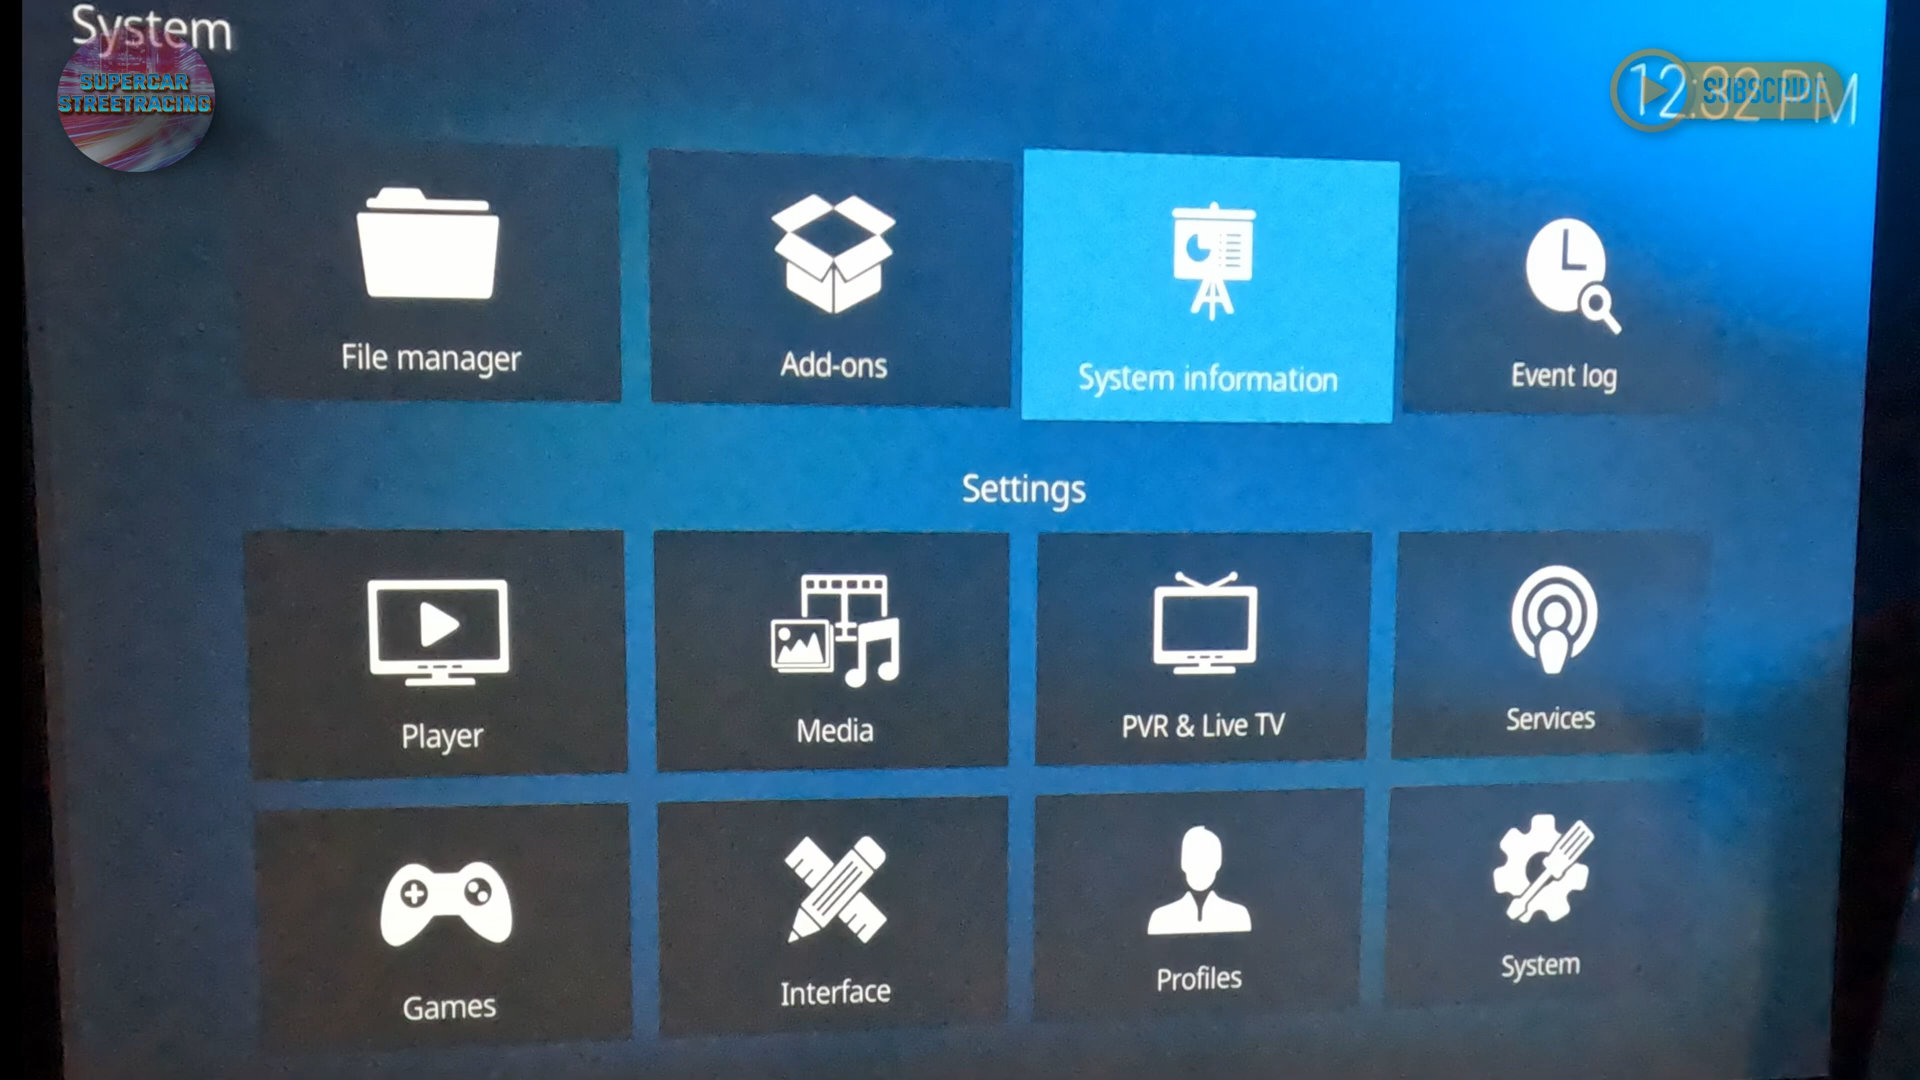 System
SUPERCAR
STREETRACING
12:32 PM
SUBSCRIBE
File manager
Add-ons
System information
Event log
Settings
Player
Media
PVR & Live TV
Services
Games
Interface
Profiles
System